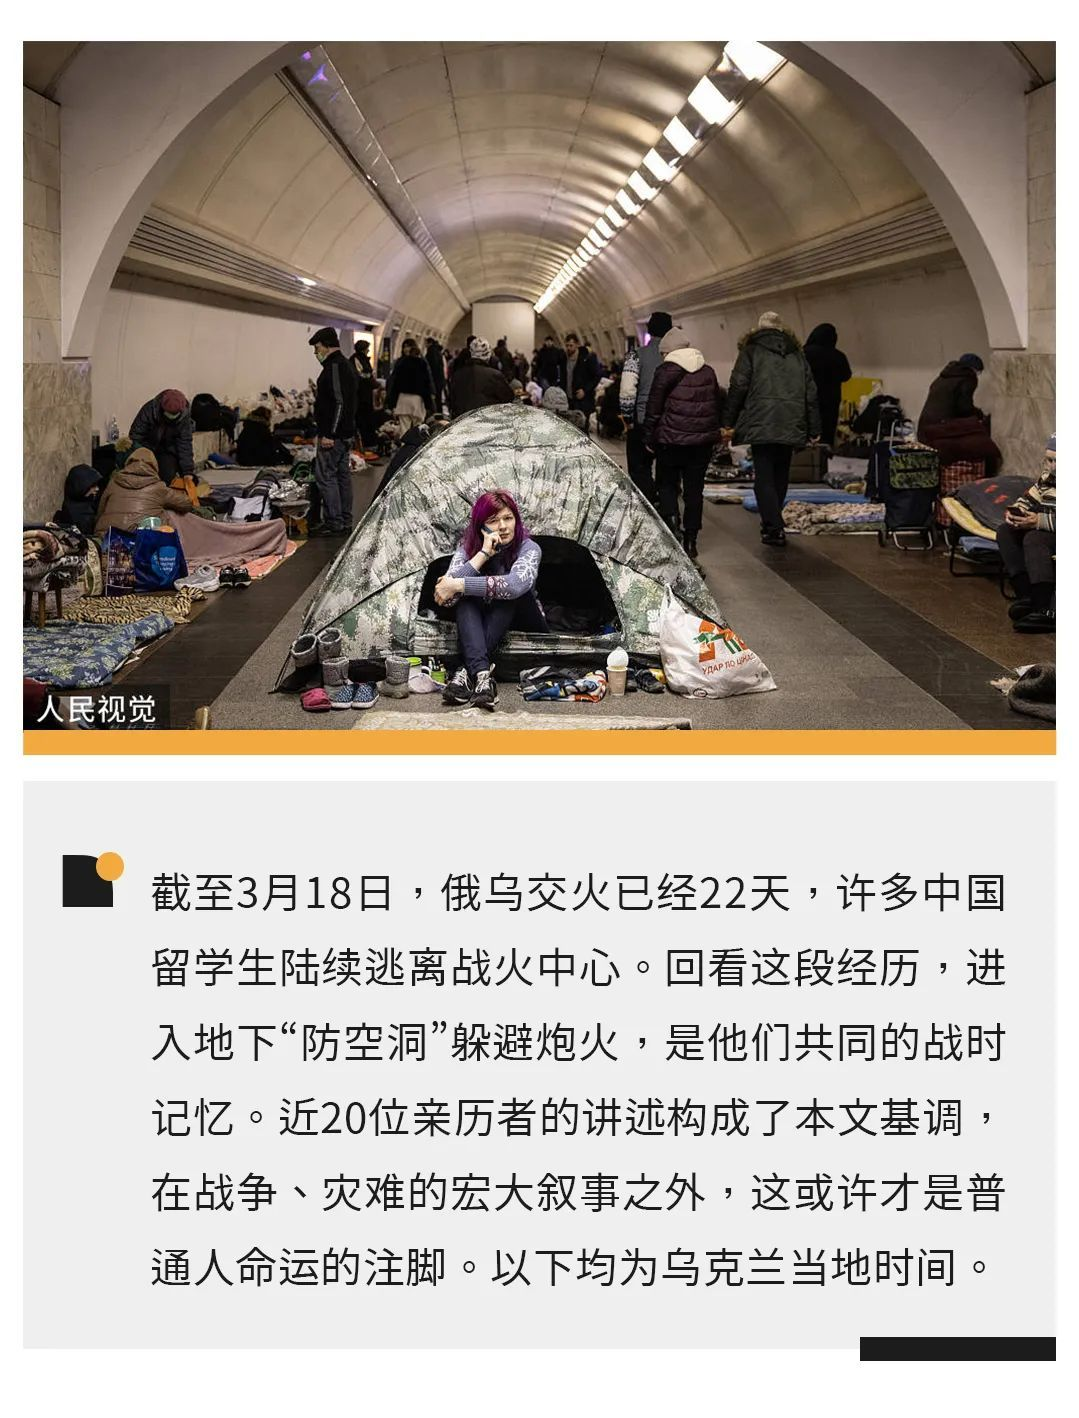 УДАР ПО ЦІНАХ
人民视觉
截至3月18日，俄乌交火已经22天，许多中国
留学生陆续逃离战火中心。回看这段经历，进
入地下“防空洞”躲避炮火，是他们共同的战时
记忆。近20位亲历者的讲述构成了本文基调，
在战争、灾难的宏大叙事之外，这或许才是普
通人命运的注脚。以下均为乌克兰当地时间。